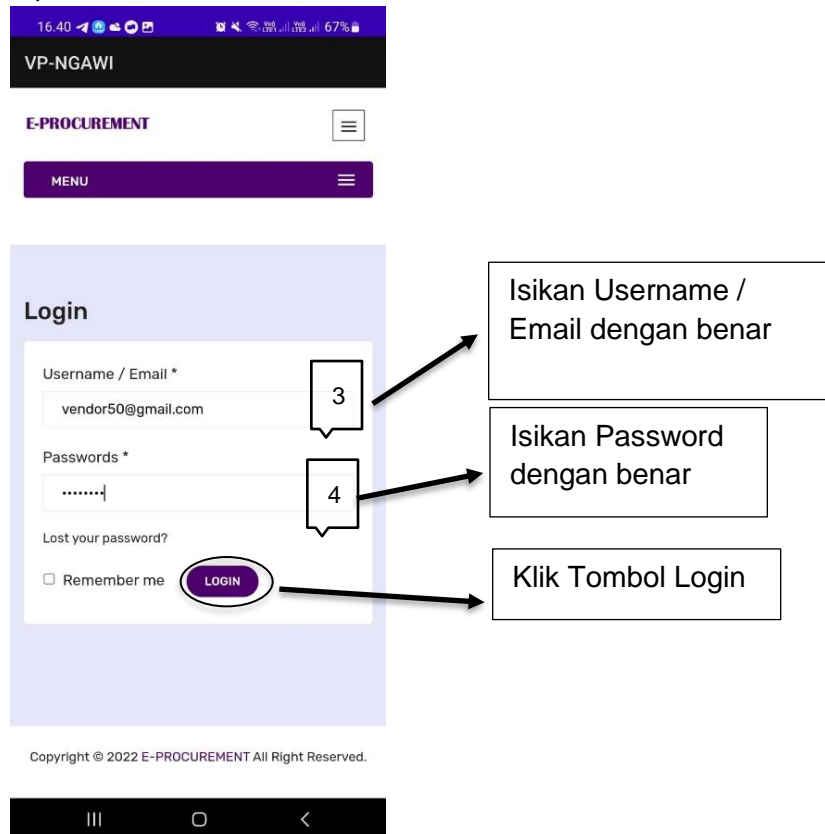 16.40
67%
VP-NGAWI
E-PROCUREMENT
MENU
Login
Username / Email *
vendor50@gmail.com
3
Isikan Username /
Email dengan benar
Passwords *
••••••••
4
Isikan Password
dengan benar
Lost your password?
Remember me
LOGIN
Klik Tombol Login
Copyright © 2022 E-PROCUREMENT All Right Reserved.